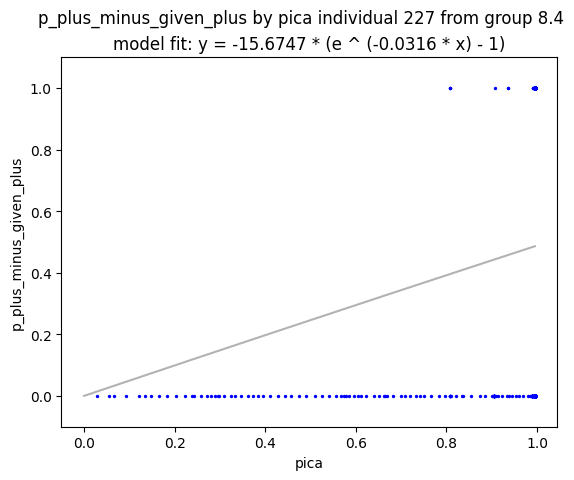 p_plus_minus_given_plus by pica individual 227 from group 8.4
model fit: y = -15.6747 * (e ^ (-0.0316 * x) - 1)
p_plus_minus_given_plus
1.0
0.8
0.6
0.4
0.2
0.0
0.0 0.2 0.4 0.6 0.8 1.0
pica